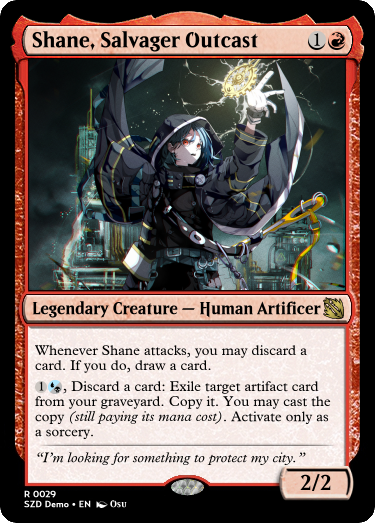 Shane, Salvager Outcast 1
Legendary Creature — Human Artificer
Whenever Shane attacks, you may discard a
card. If you do, draw a card.
1, Discard a card: Exile target artifact card
from your graveyard. Copy it. You may cast the
copy (still paying its mana cost). Activate only as
a sorcery.
“I'm looking for something to protect my city.”
2/2
R 0029
SZD Demo • EN Osu